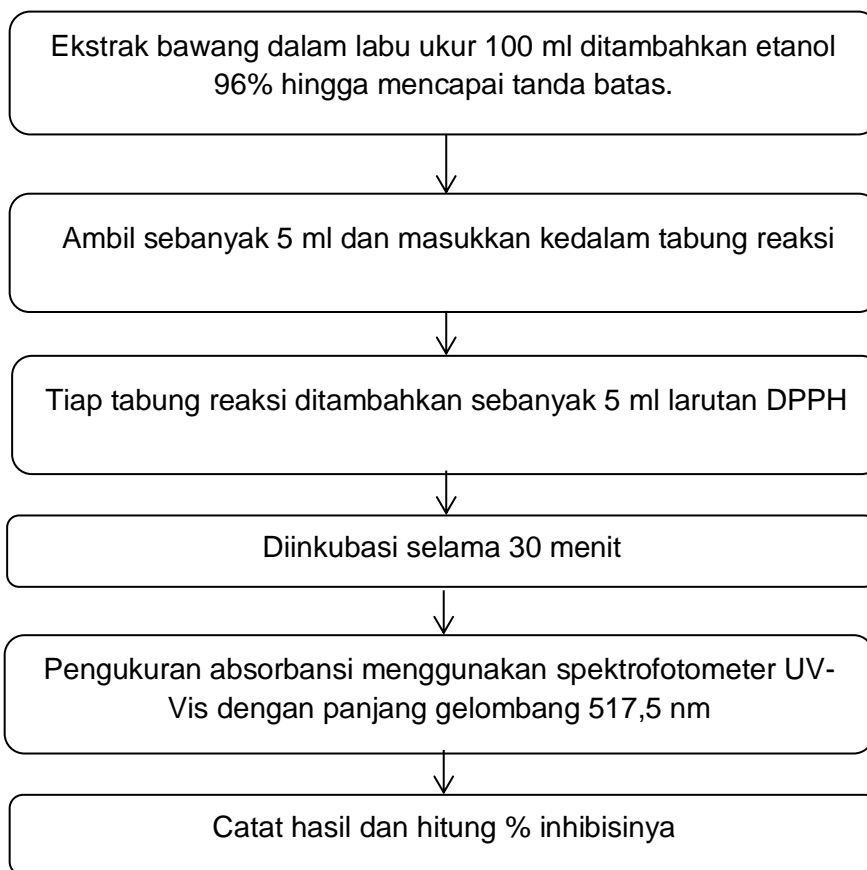 Ekstrak bawang dalam labu ukur 100 ml ditambahkan etanol
96% hingga mencapai tanda batas.
Ambil sebanyak 5 ml dan masukkan kedalam tabung reaksi
Tiap tabung reaksi ditambahkan sebanyak 5 ml larutan DPPH
Diinkubasi selama 30 menit
Pengukuran absorbansi menggunakan spektrofotometer UV-
Vis dengan panjang gelombang 517,5 nm
Catat hasil dan hitung % inhibisinya